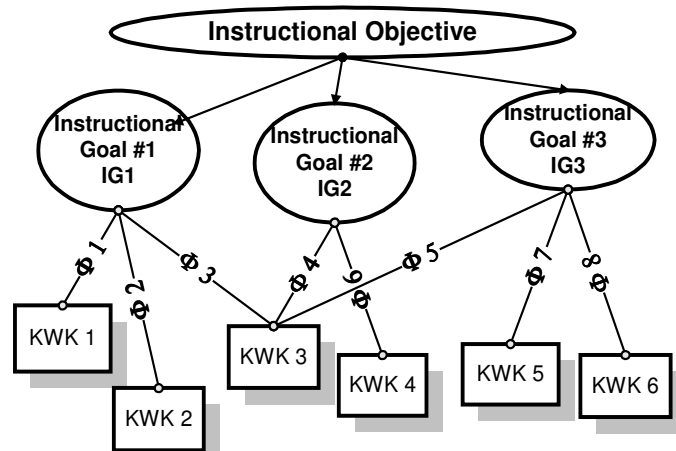 Instructional Objective
Instructional
Goal #1
IG1
Instructional
Goal #2
IG2
Instructional
Goal #3
IG3
Φ 1
Φ 2
Φ 3
Φ 4
Φ 6
Φ 5
Φ 7
Φ 8
KWK 1
KWK 2
KWK 3
KWK 4
KWK 5
KWK 6